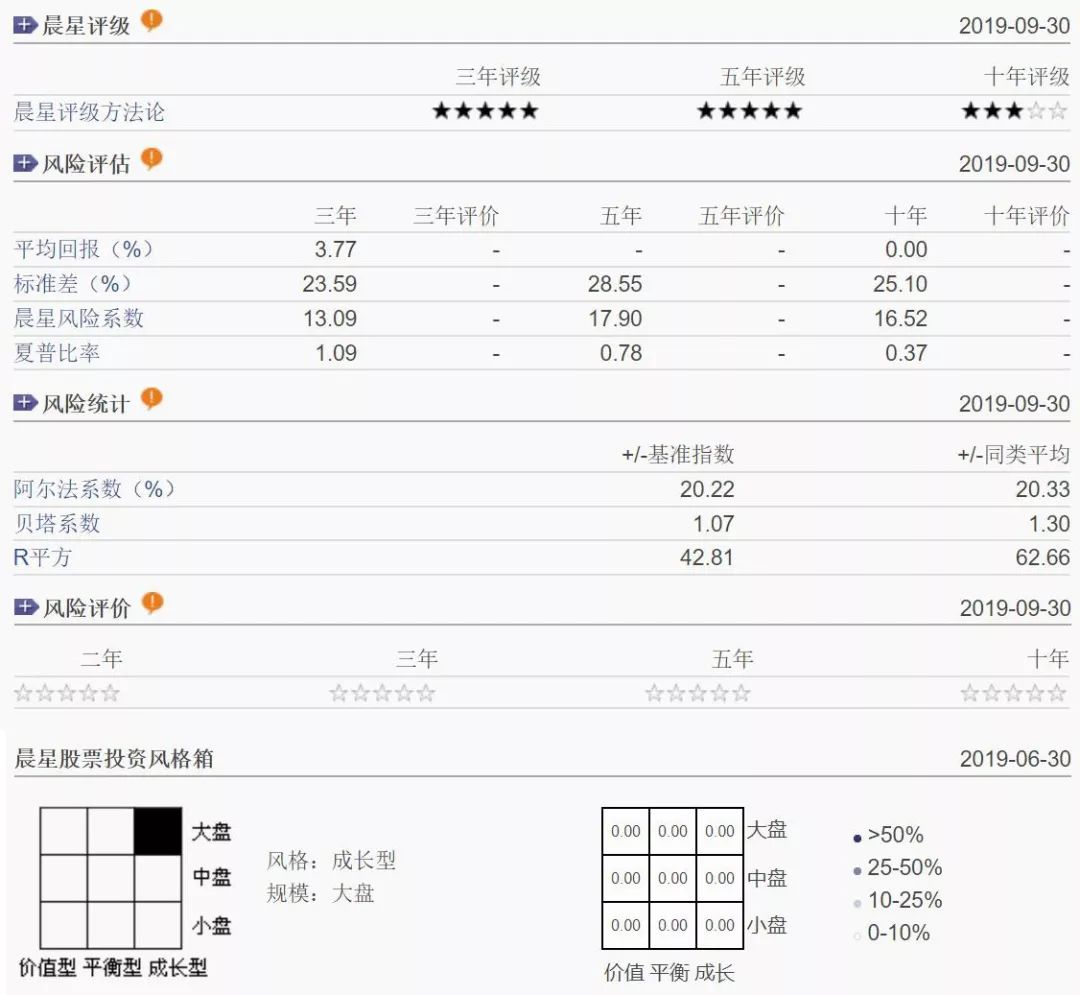 晨星评级 2019-09-30
三年评级 五年评级 十年评级
晨星评级方法论 ★★★★★ ★★★★★ ★★★☆☆
风险评估 2019-09-30
三年 三年评价 五年 五年评价 十年 十年评价
平均回报（%） 3.77 - - - 0.00 -
标准差（%） 23.59 - 28.55 - 25.10 -
晨星风险系数 13.09 - 17.90 - 16.52 -
夏普比率 1.09 - 0.78 - 0.37 -
风险统计 2019-09-30
+/-基准指数 +/-同类平均
阿尔法系数（%） 20.22 20.33
贝塔系数 1.07 1.30
R平方 42.81 62.66
风险评价 2019-09-30
二年 三年 五年 十年
☆☆☆☆☆ ☆☆☆☆☆ ☆☆☆☆☆ ☆☆☆☆☆
晨星股票投资风格箱 2019-06-30
大盘
中盘
小盘
价值型 平衡型 成长型
风格：成长型
规模：大盘
0.00 0.00 0.00 大盘
0.00 0.00 0.00 中盘
0.00 0.00 0.00 小盘
价值 平衡 成长
>50%
25-50%
10-25%
0-10%